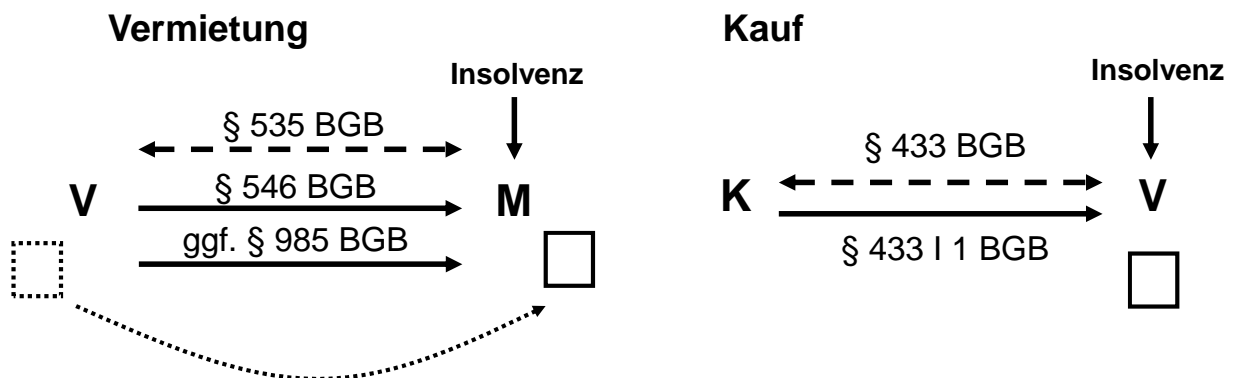 Vermietung
Insolvenz
§ 535 BGB
V
§ 546 BGB
M
ggf. § 985 BGB
Kauf
Insolvenz
§ 433 BGB
K
V
§ 433 I 1 BGB